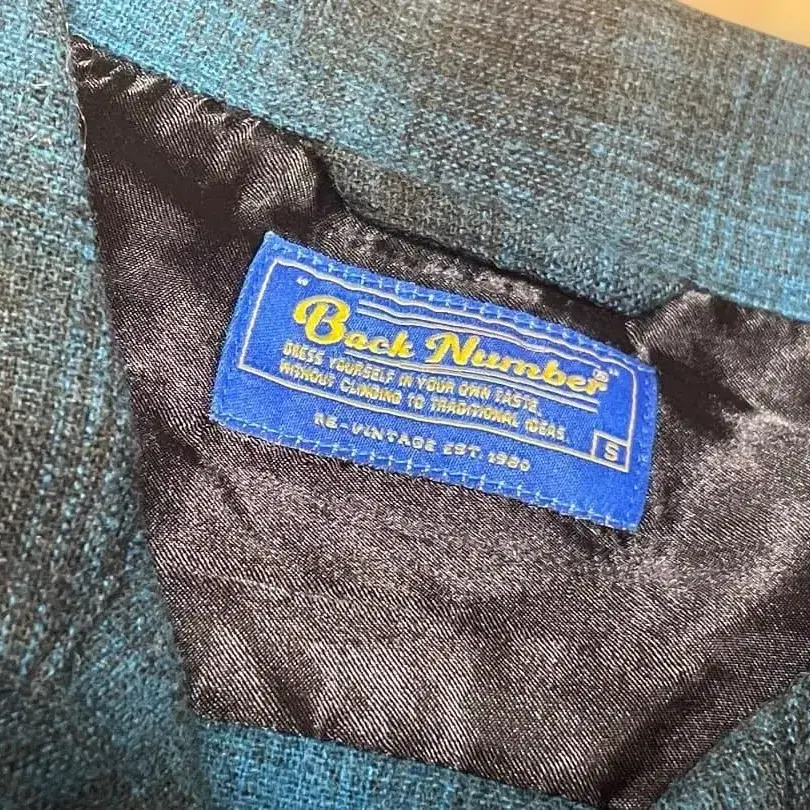 "Back Number"®
DRESS YOURSELF IN YOUR OWN TASTE.
WITHOUT CLINGING TO TRADITIONAL IDEAS.
S
RE-VINTAGE EST. 1980